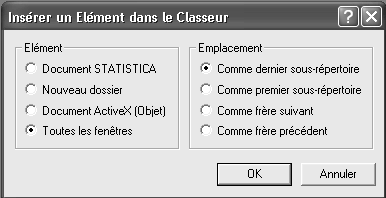 Insérer un Elément dans le Classeur
Elément
Document STATISTICA
Nouveau dossier
Document ActiveX (Objet)
Toutes les fenêtres
Emplacement
Comme dernier sous-répertoire
Comme premier sous-répertoire
Comme frère suivant
Comme frère précédent
OK
Annuler